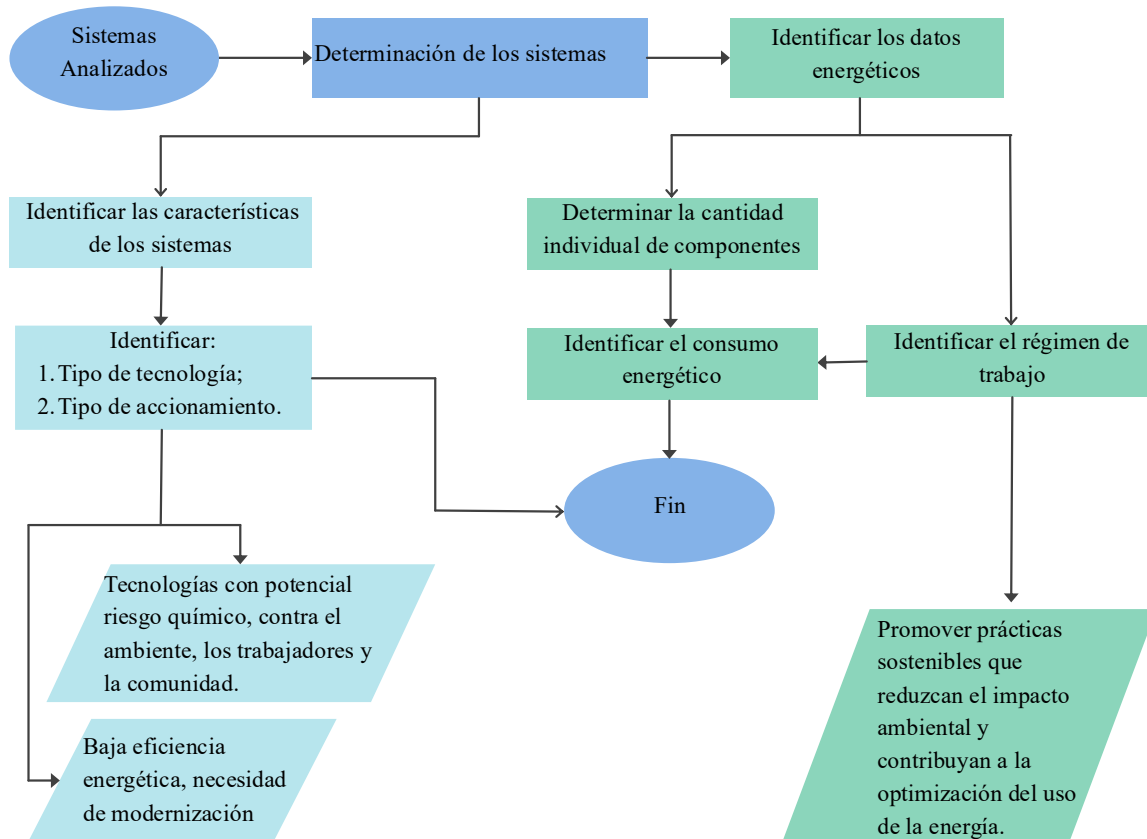 Sistemas
Analizados
Determinación de los sistemas
Identificar los datos
energéticos
Identificar las características
de los sistemas
Determinar la cantidad
individual de componentes
Identificar:
1. Tipo de tecnología;
2. Tipo de accionamiento.
Identificar el consumo
energético
Identificar el régimen de
trabajo
Fin
Tecnologías con potencial
riesgo químico, contra el
ambiente, los trabajadores y
la comunidad.
Baja eficiencia
energética, necesidad
de modernización
Promover prácticas
sostenibles que
reduzcan el impacto
ambiental y
contribuyan a la
optimización del uso
de la energía.